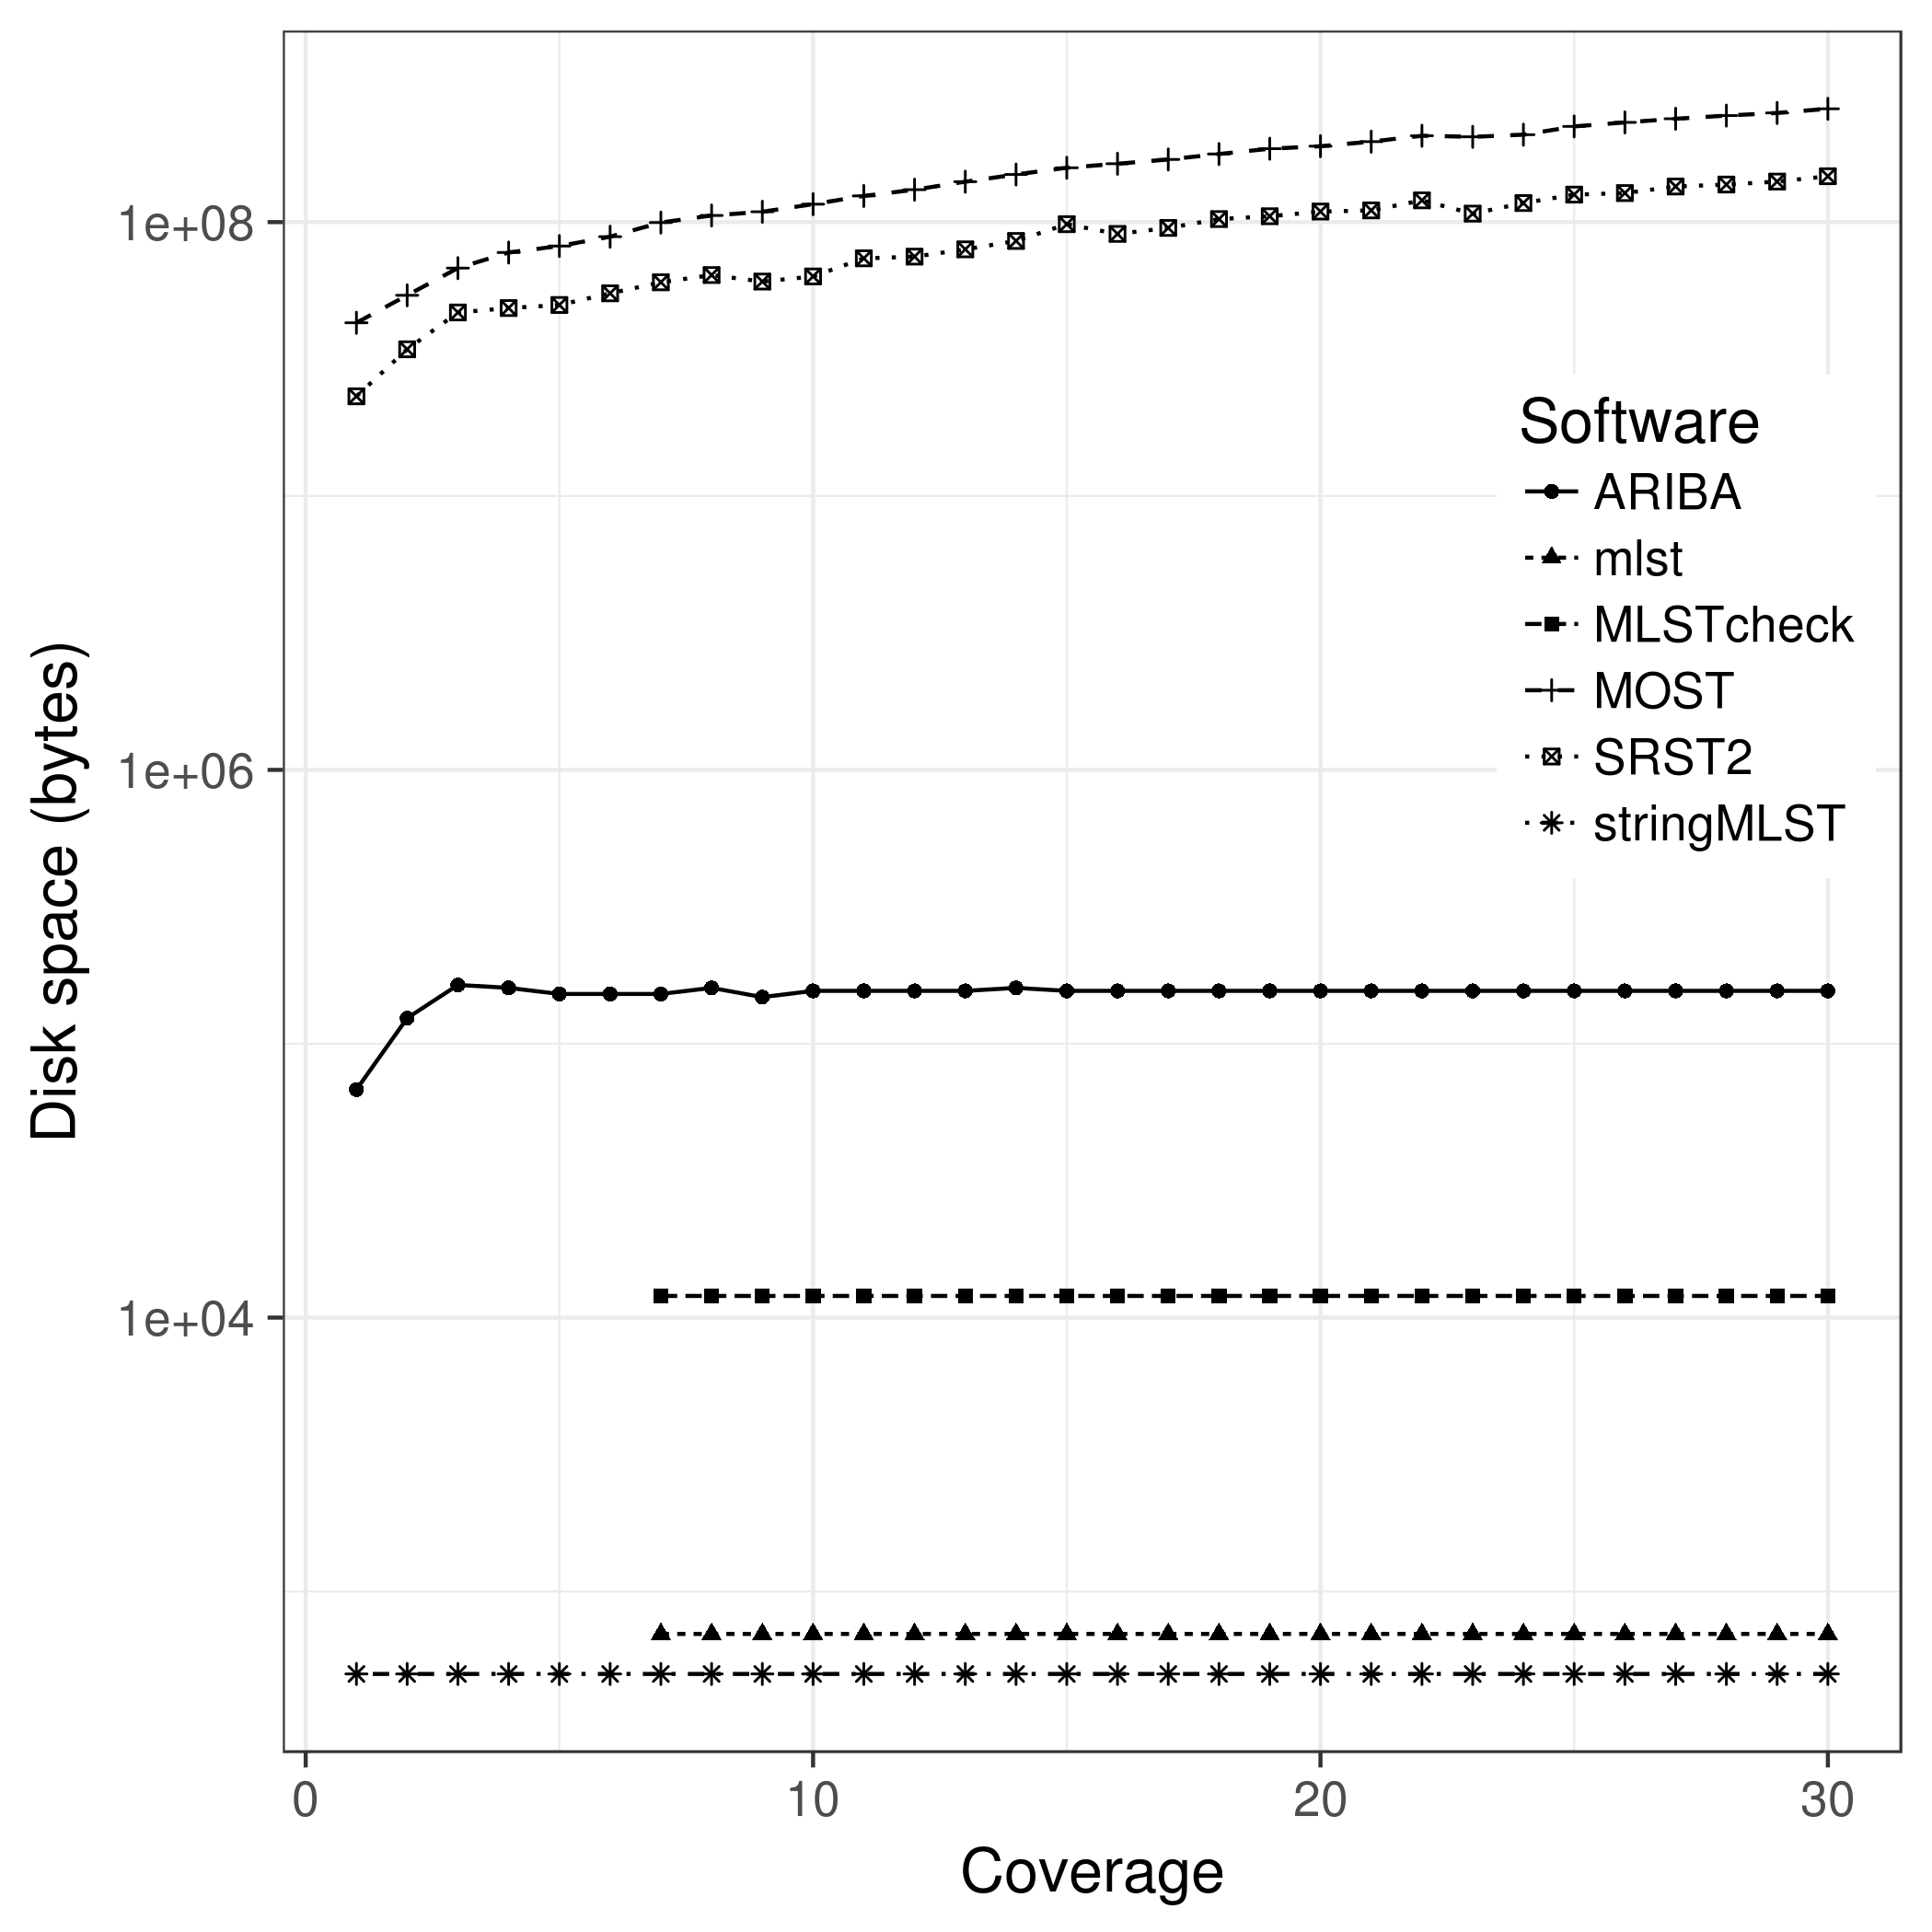 Disk space (bytes)
1e+08
1e+06
1e+04
Software
ARIBA
mlst
MLSTcheck
MOST
SRST2
stringMLST
0 10 20 30
Coverage